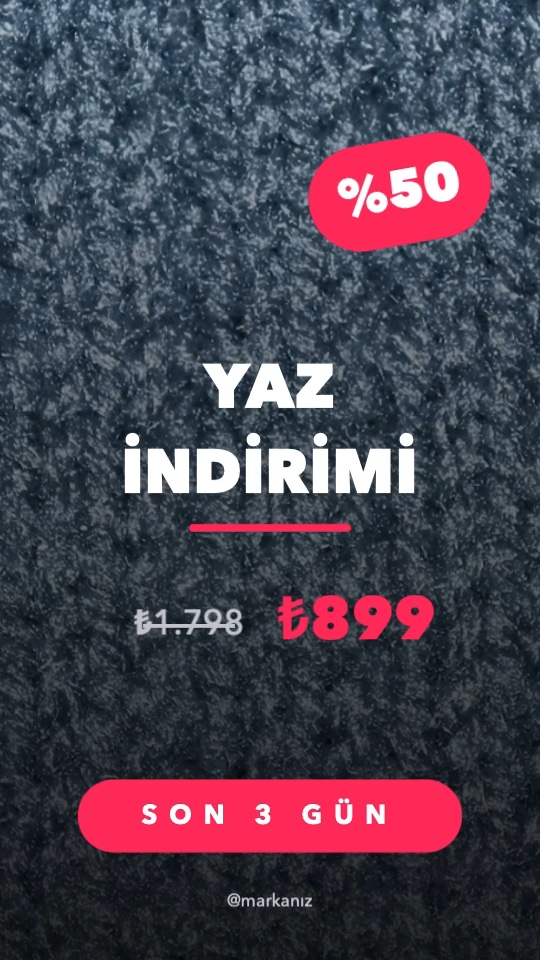 %50
YAZ
İNDİRİMİ
₺1.798 ₺899
SON 3 GÜN
@markanız